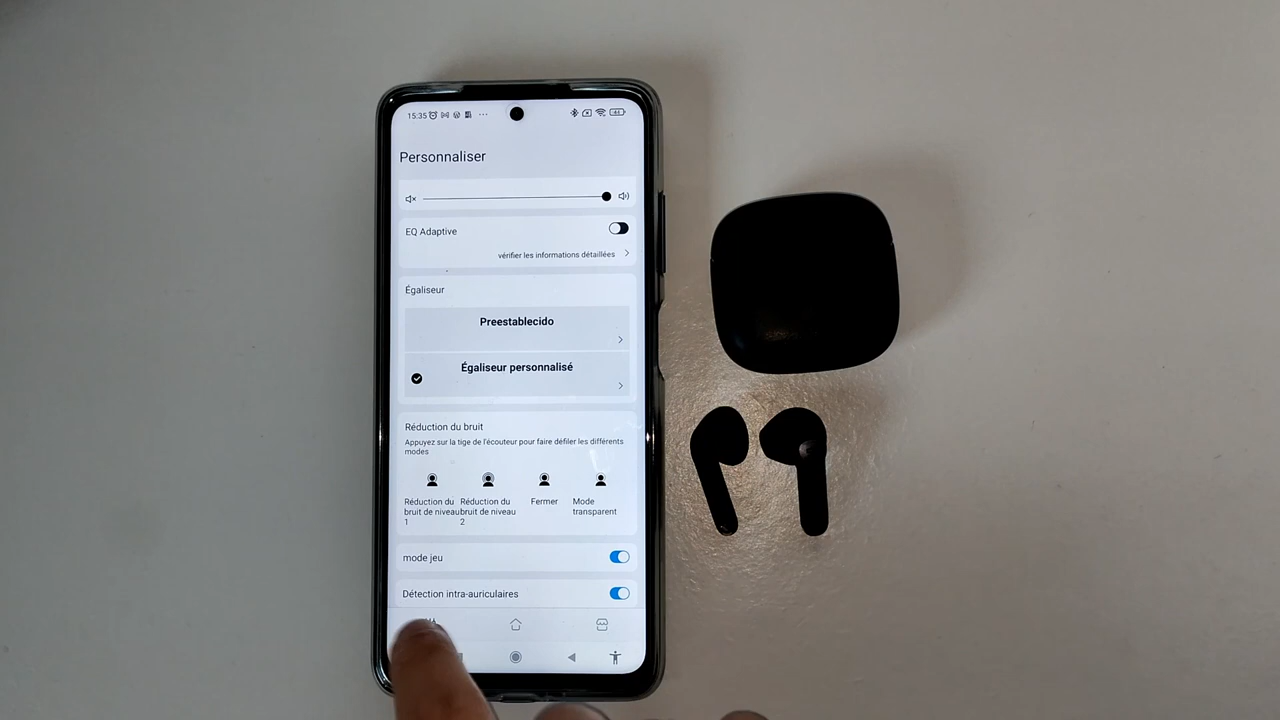 15:35
Personnaliser
EQ Adaptive
vérifier les informations détaillées
Égaliseur
Preestablecido
Égaliseur personnalisé
Réduction du bruit
Appuyez sur la tige de l'écouteur pour faire défiler les différents
modes
Réduction du bruit de niveau 1
Réduction du bruit de niveau 2
Fermer
Mode transparent
mode jeu
Détection intra-auriculaires